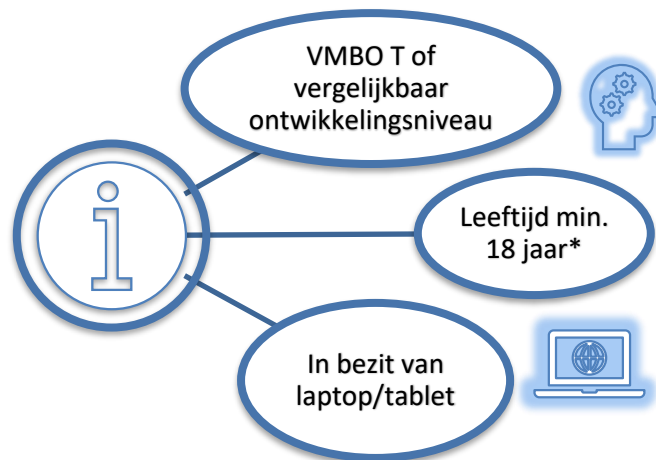 VMBO T of
vergelijkbaar
ontwikkelingsniveau
Leeftijd min.
18 jaar*
In bezit van
laptop/tablet